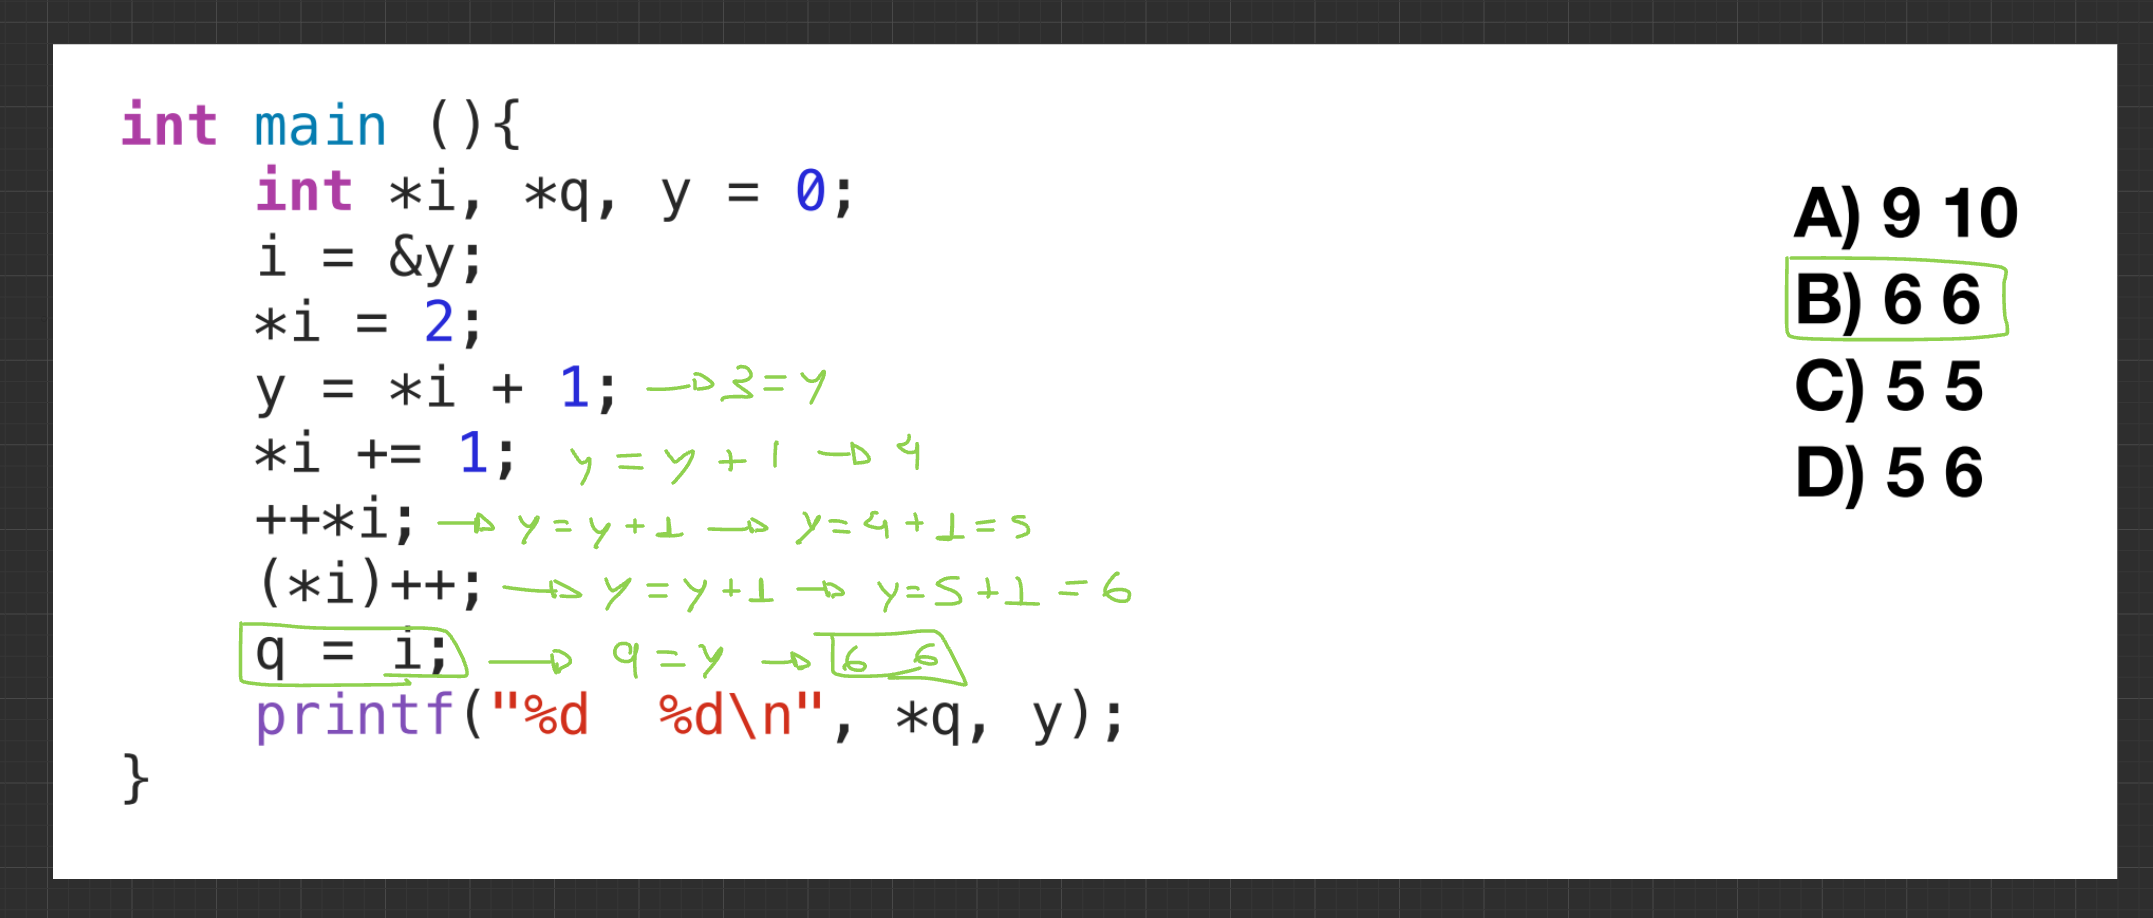 int main (){
int *i, *q, y = 0;
i = &y;
*i = 2;
y = *i + 1; → 3 = y
*i += 1; y = y + 1 → 4
++*i; → y = y + 1 → y = 4 + 1 = 5
(*i)++; → y = y + 1 → y = 5 + 1 = 6
q = i; → q = y → 6 6
printf("%d  %d\n", *q, y);
}
A) 9 10
B) 6 6
C) 5 5
D) 5 6